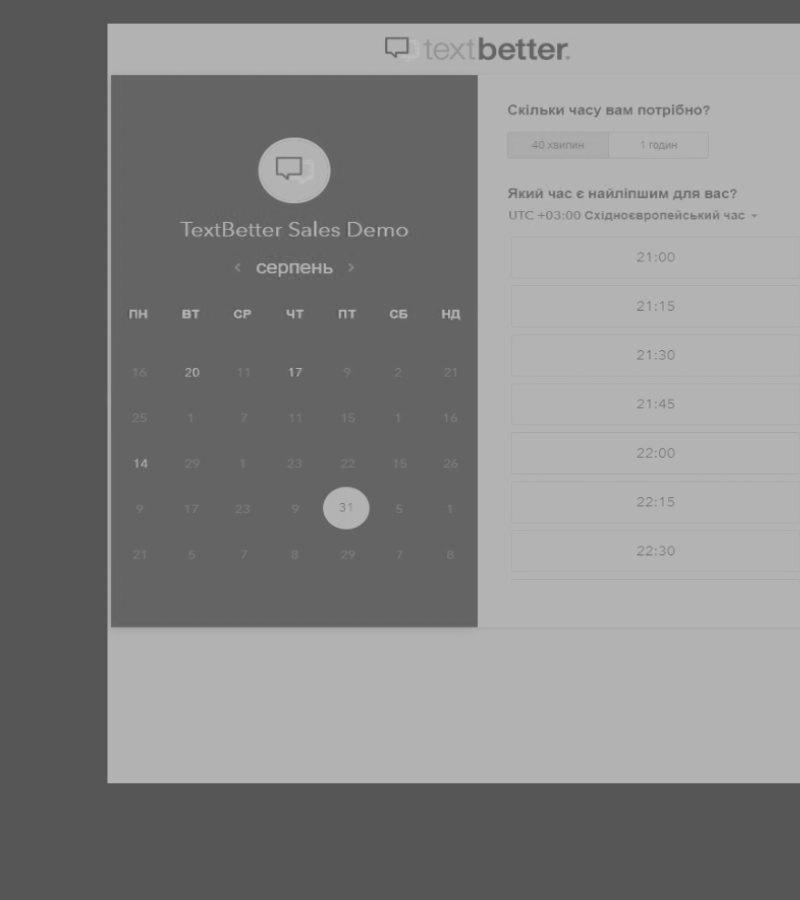 textbetter.
TextBetter Sales Demo
‹ серпень ›
ПН ВТ СР ЧТ ПТ СБ НД
16 20 11 17 9 2 21
25 1 7 11 15 1 16
14 29 1 23 22 15 26
9 17 23 9 31 5 1
21 5 7 8 29 7 8
Скільки часу вам потрібно?
40 хвилин 1 годин
Який час є найліпшим для вас?
UTC +03:00 Східноєвропейський час
21:00
21:15
21:30
21:45
22:00
22:15
22:30